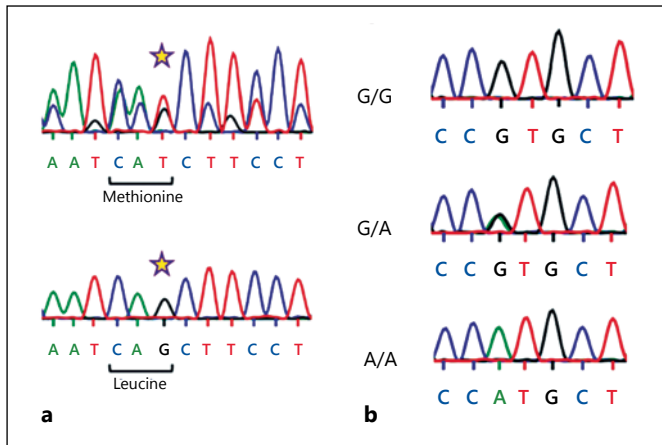 A A T C A T C T T C C T
Methionine
A A T C A G C T T C C T
Leucine
a
G/G
C C G T G C T
G/A
C C G T G C T
A/A
C C A T G C T
b